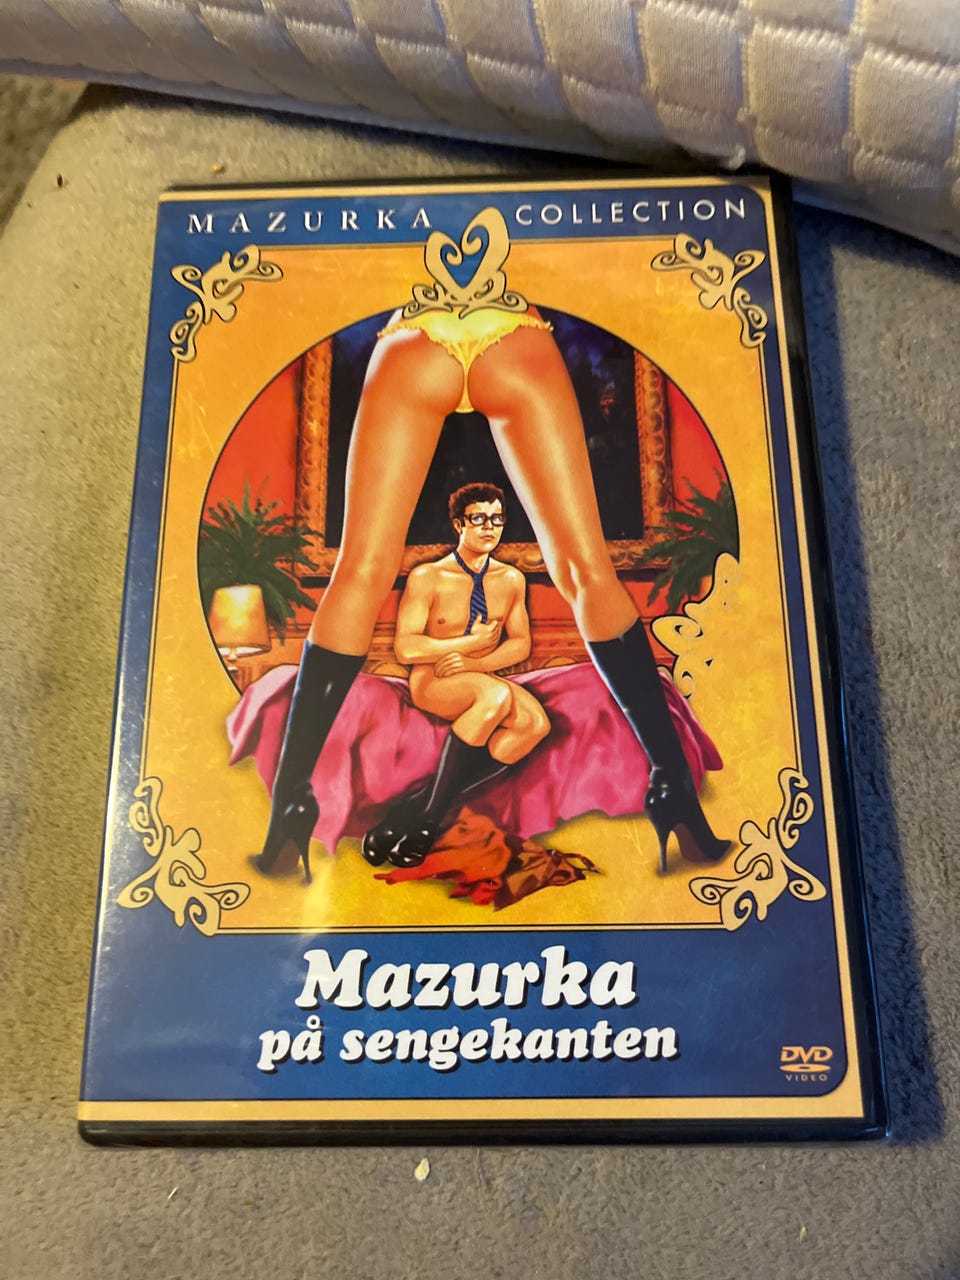 MAZURKA COLLECTION
Mazurka
på sengekanten
DVD
VIDEO